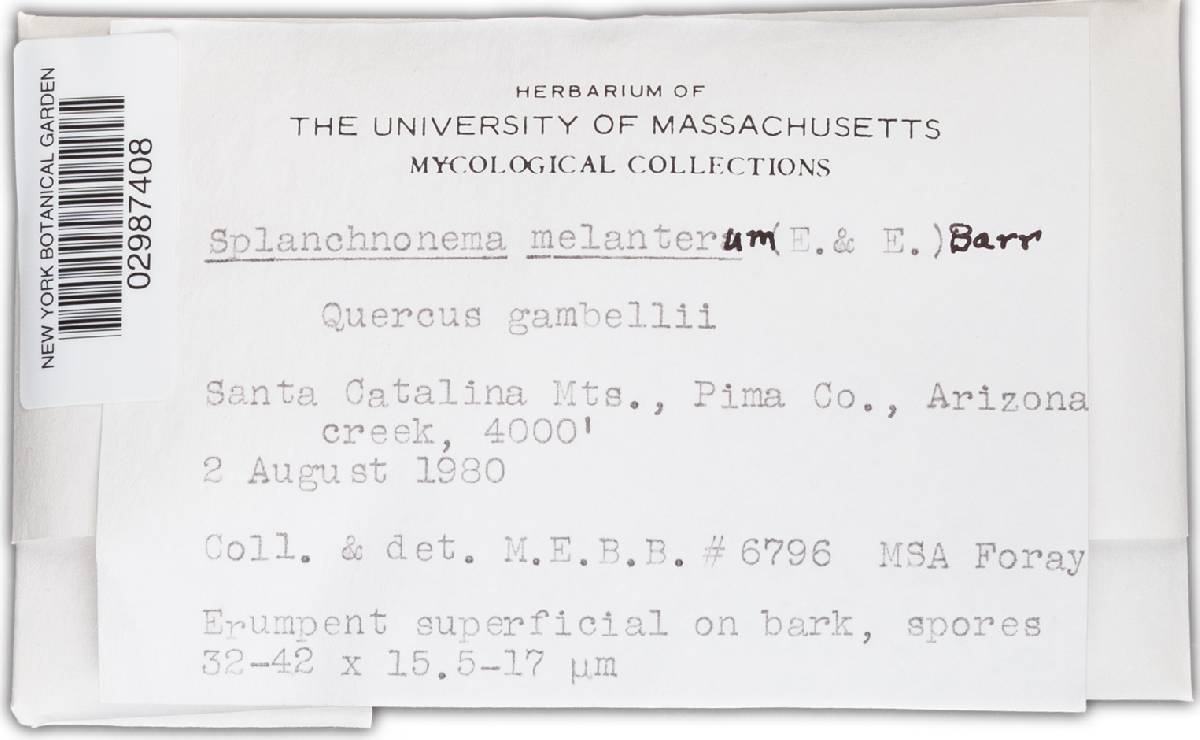 NEW YORK BOTANICAL GARDEN
02987408
HERBARIUM OF
THE UNIVERSITY OF MASSACHUSETTS
MYCOLOGICAL COLLECTIONS
Splanchnonema melanterum (E.& E.) Barr
Quercus gambellii
Santa Catalina Mts., Pima Co., Arizona
creek, 4000'
2 August 1980
Coll. & det. M.E.B.B. # 6796 MSA Foray
Erumpent superficial on bark, spores
32-42 x 15.5-17 µm